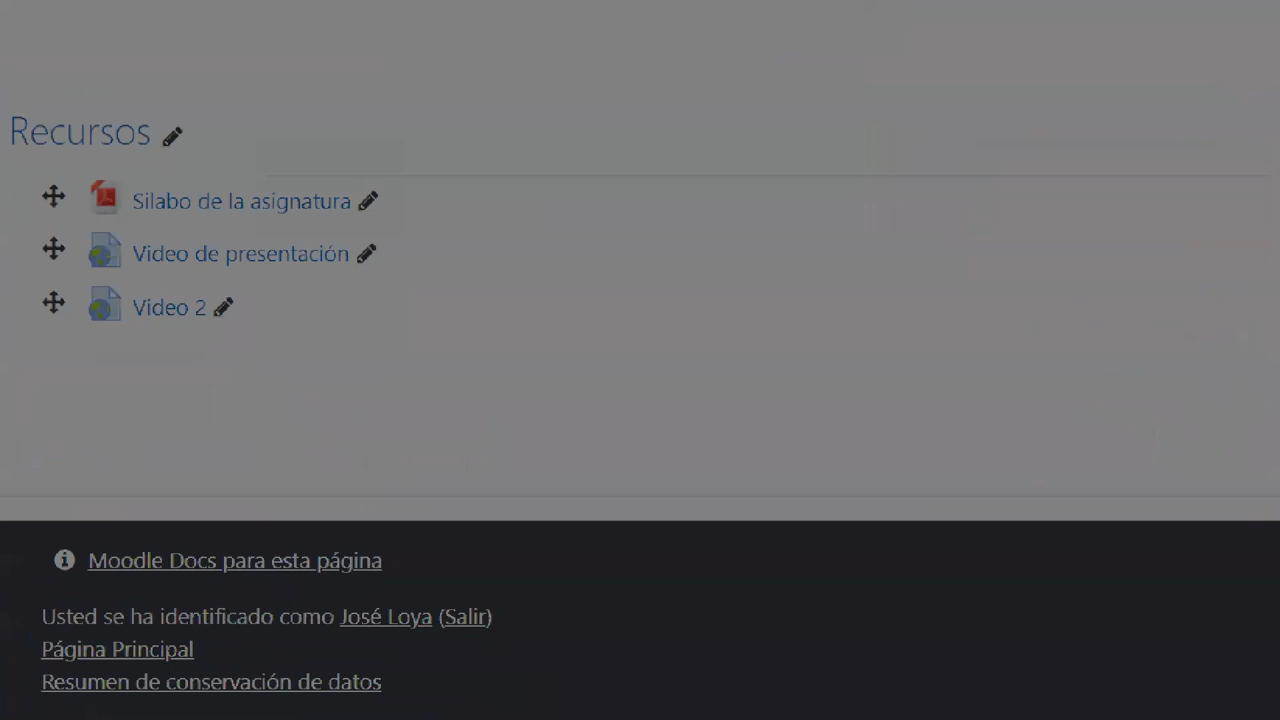 Recursos
Silabo de la asignatura
Video de presentación
Video 2
Moodle Docs para esta página
Usted se ha identificado como José Loya (Salir)
Página Principal
Resumen de conservación de datos